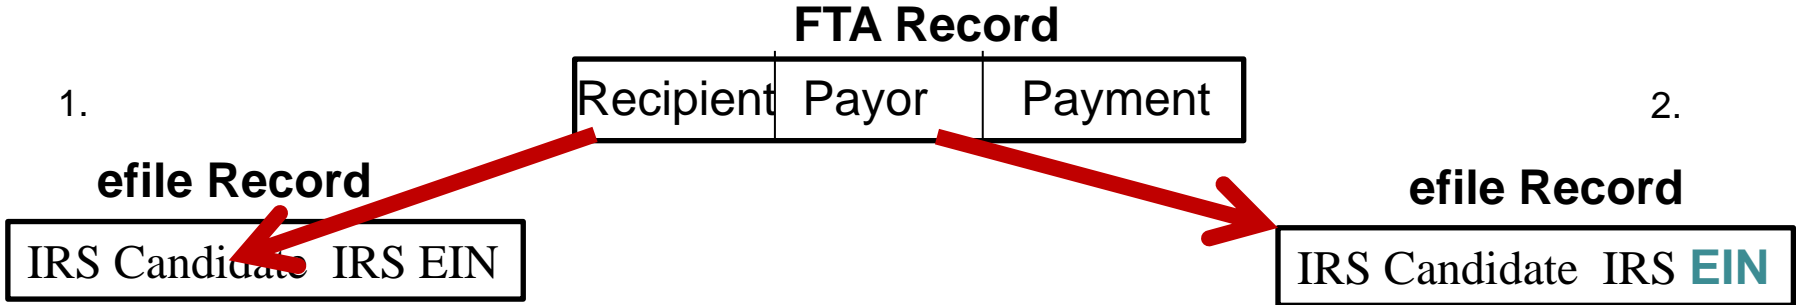 FTA Record
1.
Recipient Payor Payment
2.
efile Record
IRS Candidate IRS EIN
efile Record
IRS Candidate IRS EIN